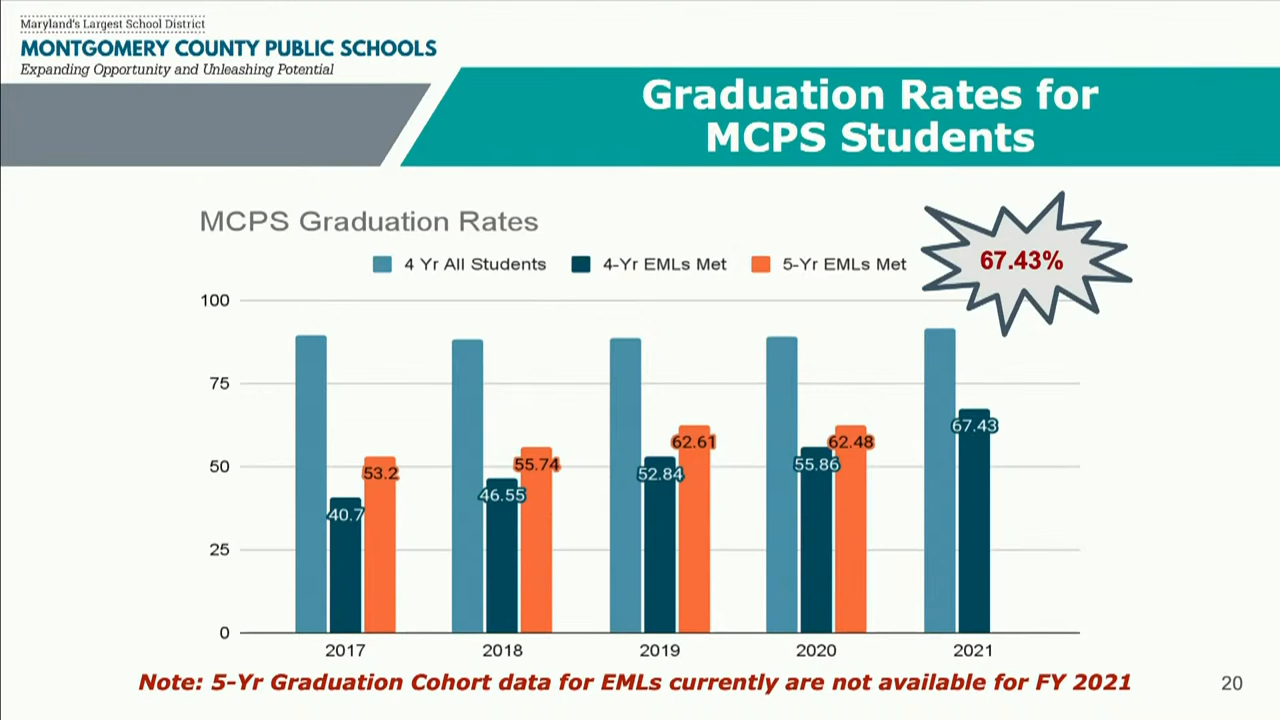 Maryland's Largest School District
MONTGOMERY COUNTY PUBLIC SCHOOLS
Expanding Opportunity and Unleashing Potential
Graduation Rates for
MCPS Students
MCPS Graduation Rates
4 Yr All Students 4-Yr EMLs Met 5-Yr EMLs Met
67.43%
100
75
50
25
0
40.7
53.2
46.55
55.74
52.84
62.61
55.86
62.48
67.43
2017 2018 2019 2020 2021
Note: 5-Yr Graduation Cohort data for EMLs currently are not available for FY 2021
20